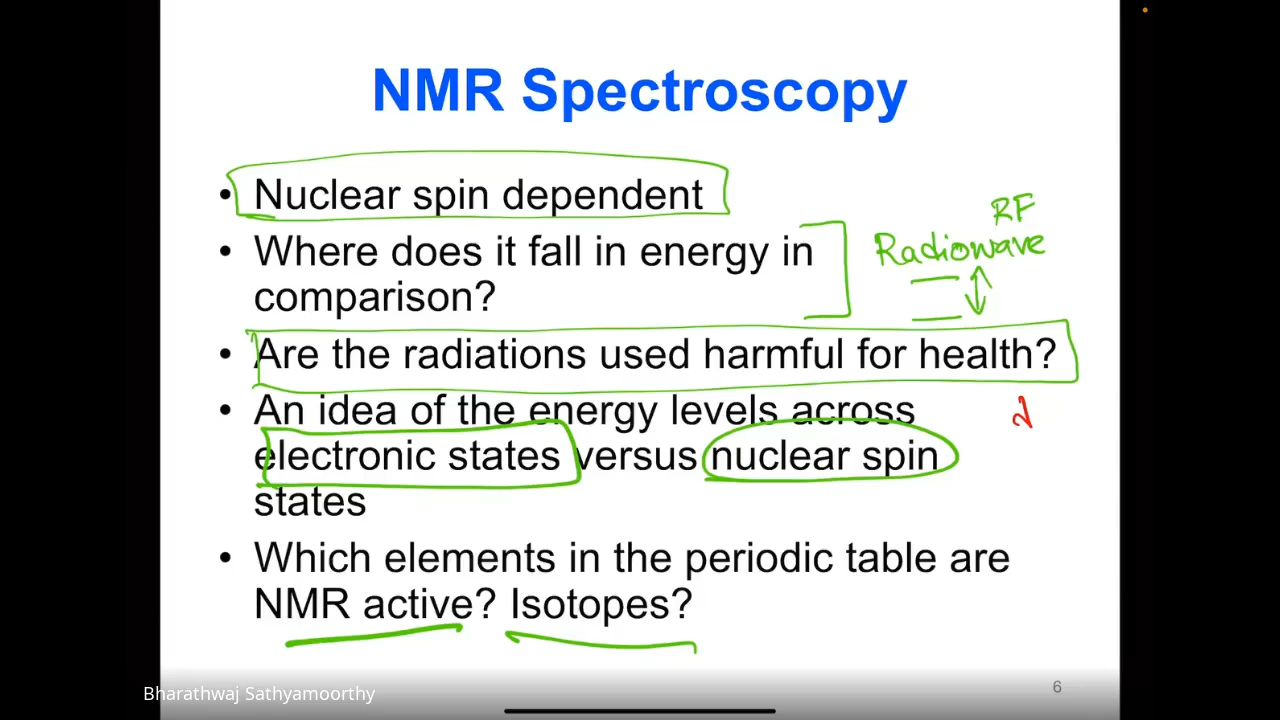 NMR Spectroscopy
• Nuclear spin dependent
• Where does it fall in energy in
comparison?
RF
Radiowave
• Are the radiations used harmful for health?
• An idea of the energy levels across
electronic states versus nuclear spin
states
• Which elements in the periodic table are
NMR active? Isotopes?
Bharathwaj Sathyamoorthy
6